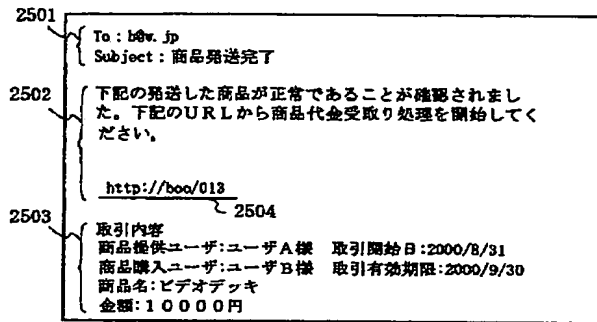 2501
To:b@w.jp
Subject:商品発送完了
2502
下記の発送した商品が正常であることが確認されまし
た。下記のURLから商品代金受取り処理を開始してく
ださい。
http://boo/013
2504
2503
取引内容
商品提供ユーザ:ユーザA様 取引開始日:2000/8/31
商品購入ユーザ:ユーザB様 取引有効期限:2000/9/30
商品名:ビデオデッキ
金額:10000円